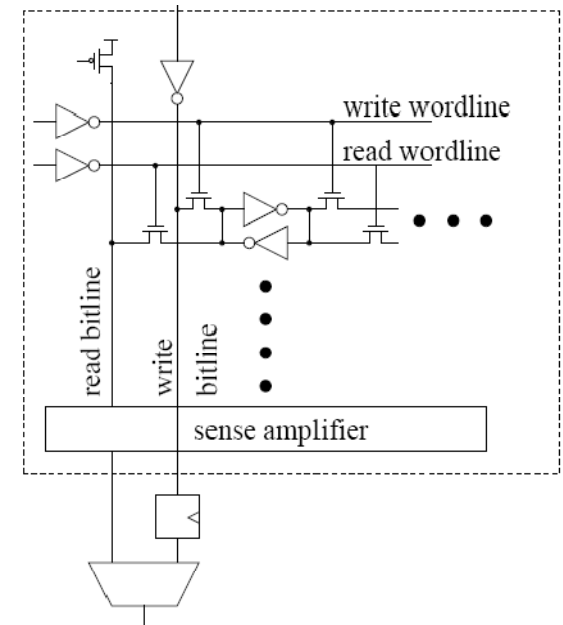 write wordline
read wordline
read bitline
write
bitline
sense amplifier